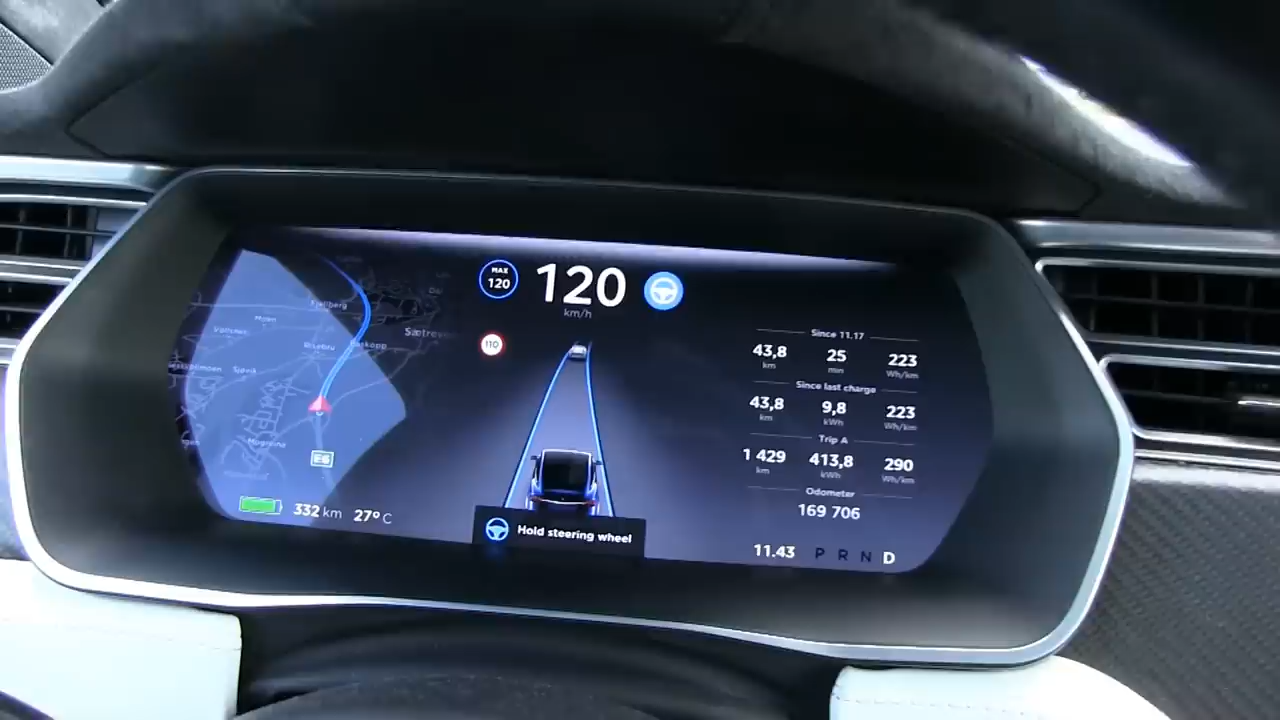 MAX
120
120
km/h
110
Fjellberg
Moen
Sætre
E6
332 km 27° C
Hold steering wheel
Since 11.17
43,8 25 223
km min Wh/km
Since last charge
43,8 9,8 223
km kWh Wh/km
Trip A
1 429 413,8 290
km kWh Wh/km
Odometer
169 706
11.43 P R N D